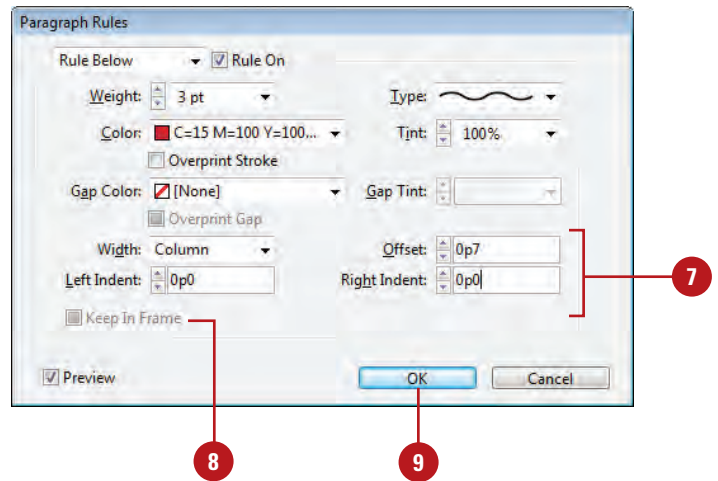 Paragraph Rules
Rule Below Rule On
Weight: 3 pt Type:
Color: C=15 M=100 Y=100... Tint: 100%
Overprint Stroke
Gap Color: [None] Gap Tint:
Overprint Gap
Width: Column Offset: 0p7
Left Indent: 0p0 Right Indent: 0p0
7
Keep In Frame
Preview OK Cancel
8 9